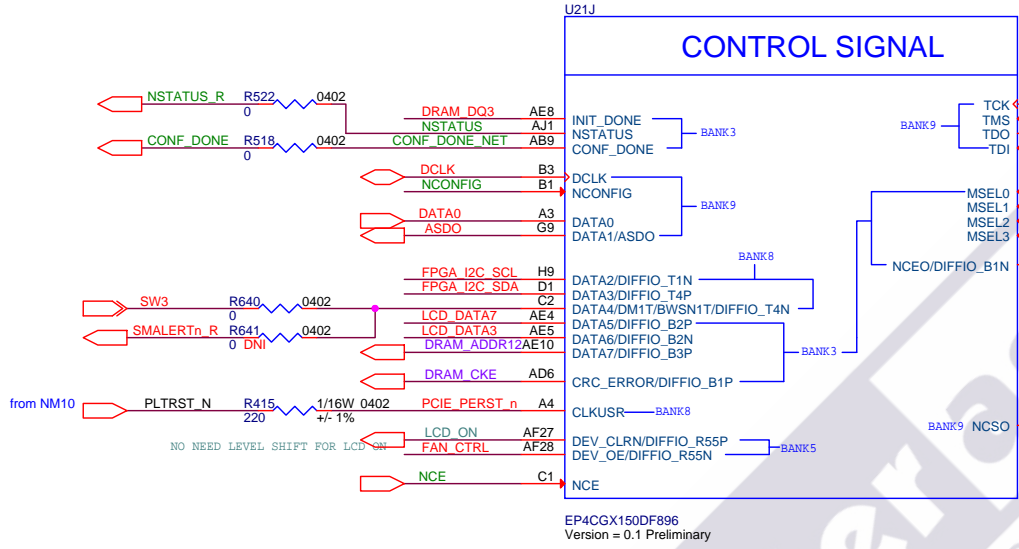 U21J
CONTROL SIGNAL
NSTATUS_R R522 0402
0
DRAM_DQ3 AE8 INIT_DONE
NSTATUS AJ1 NSTATUS
BANK3
CONF_DONE R518 0402 CONF_DONE_NET AB9 CONF_DONE
0
BANK9
TCK
TMS
TDO
TDI
DCLK B3 DCLK
NCONFIG B1 NCONFIG
BANK9
DATA0 A3 DATA0
ASDO G9 DATA1/ASDO
MSEL0
MSEL1
MSEL2
MSEL3
BANK8
NCEO/DIFFIO_B1N
FPGA_I2C_SCL H9 DATA2/DIFFIO_T1N
FPGA_I2C_SDA D1 DATA3/DIFFIO_T4P
SW3 R640 0402 C2 DATA4/DM1T/BWSN1T/DIFFIO_T4N
0
LCD_DATA7 AE4 DATA5/DIFFIO_B2P
SMALERTn_R R641 0402 LCD_DATA3 AE5 DATA6/DIFFIO_B2N
0 DNI
DRAM_ADDR12 AE10 DATA7/DIFFIO_B3P
BANK3
DRAM_CKE AD6 CRC_ERROR/DIFFIO_B1P
from NM10 PLTRST_N R415 1/16W 0402 PCIE_PERST_n A4 CLKUSR BANK8
220 +/- 1%
BANK9 NCSO
LCD_ON AF27 DEV_CLRN/DIFFIO_R55P
NO NEED LEVEL SHIFT FOR LCD ON
BANK5
FAN_CTRL AF28 DEV_OE/DIFFIO_R55N
NCE C1 NCE
EP4CGX150DF896
Version = 0.1 Preliminary